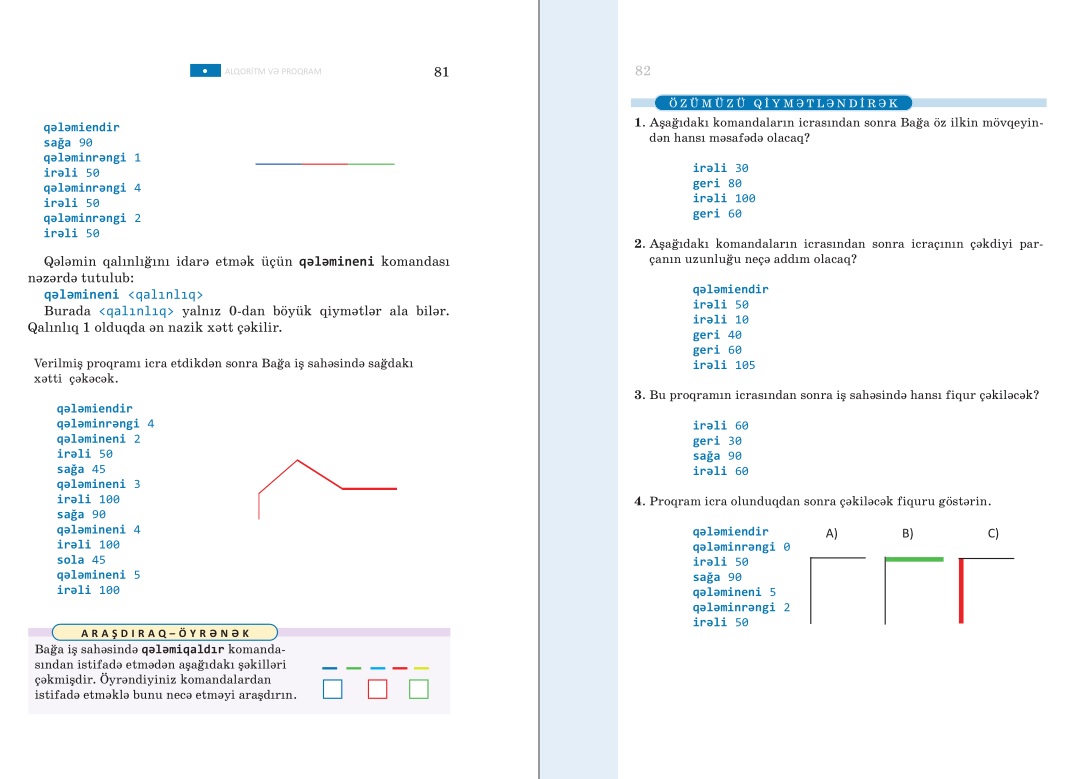 ALQORİTM VƏ PROQRAM 81
qələmiendir
sağa 90
qələminrəngi 1
irəli 50
qələminrəngi 4
irəli 50
qələminrəngi 2
irəli 50
Qələmin qalınlığını idarə etmək üçün qələmineni komandası
nəzərdə tutulub:
qələmineni <qalınlıq>
Burada <qalınlıq> yalnız 0-dan böyük qiymətlər ala bilər.
Qalınlıq 1 olduqda ən nazik xətt çəkilir.
Verilmiş proqramı icra etdikdən sonra Bağa iş sahəsində sağdakı
xətti çəkəcək.
qələmiendir
qələminrəngi 4
qələmineni 2
irəli 50
sağa 45
qələmineni 3
irəli 100
sağa 90
qələmineni 4
irəli 100
sola 45
qələmineni 5
irəli 100
ARAŞDIRAQ–ÖYRƏNƏK
Bağa iş sahəsində qələmiqaldır komanda-
sından istifadə etmədən aşağıdakı şəkilləri
çəkmişdir. Öyrəndiyiniz komandalardan
istifadə etməklə bunu necə etməyi araşdırın.
82
ÖZÜMÜZÜ QİYMƏTLƏNDİRƏK
1. Aşağıdakı komandaların icrasından sonra Bağa öz ilkin mövqeyin-
dən hansı məsafədə olacaq?
irəli 30
geri 80
irəli 100
geri 60
2. Aşağıdakı komandaların icrasından sonra icraçının çəkdiyi par-
çanın uzunluğu neçə addım olacaq?
qələmiendir
irəli 50
irəli 10
geri 40
geri 60
irəli 105
3. Bu proqramın icrasından sonra iş sahəsində hansı fiqur çəkiləcək?
irəli 60
geri 30
sağa 90
irəli 60
4. Proqram icra olunduqdan sonra çəkiləcək fiquru göstərin.
qələmiendir
qələminrəngi 0
irəli 50
sağa 90
qələmineni 5
qələminrəngi 2
irəli 50
A) B) C)